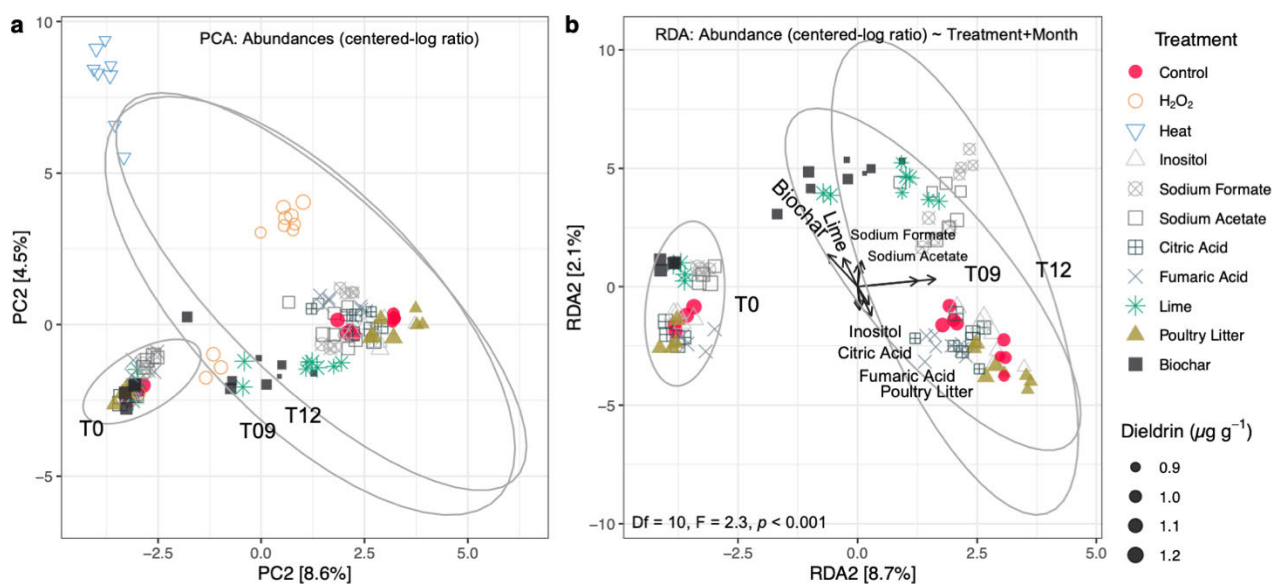 a
PCA: Abundances (centered-log ratio)
10
5
0
−5
PC2 [4.5%]
T0
T09
T12
−2.5
0.0
2.5
5.0
PC2 [8.6%]
b
RDA: Abundance (centered-log ratio) ~ Treatment+Month
10
5
0
−5
−10
RDA2 [2.1%]
Biochar
Lime
Sodium Formate
Sodium Acetate
T09
T12
T0
Inositol
Citric Acid
Fumaric Acid
Poultry Litter
Df = 10, F = 2.3, p < 0.001
−2.5
0.0
2.5
5.0
RDA2 [8.7%]
Treatment
Control
H₂O₂
Heat
Inositol
Sodium Formate
Sodium Acetate
Citric Acid
Fumaric Acid
Lime
Poultry Litter
Biochar
Dieldrin (µg g⁻¹)
0.9
1.0
1.1
1.2